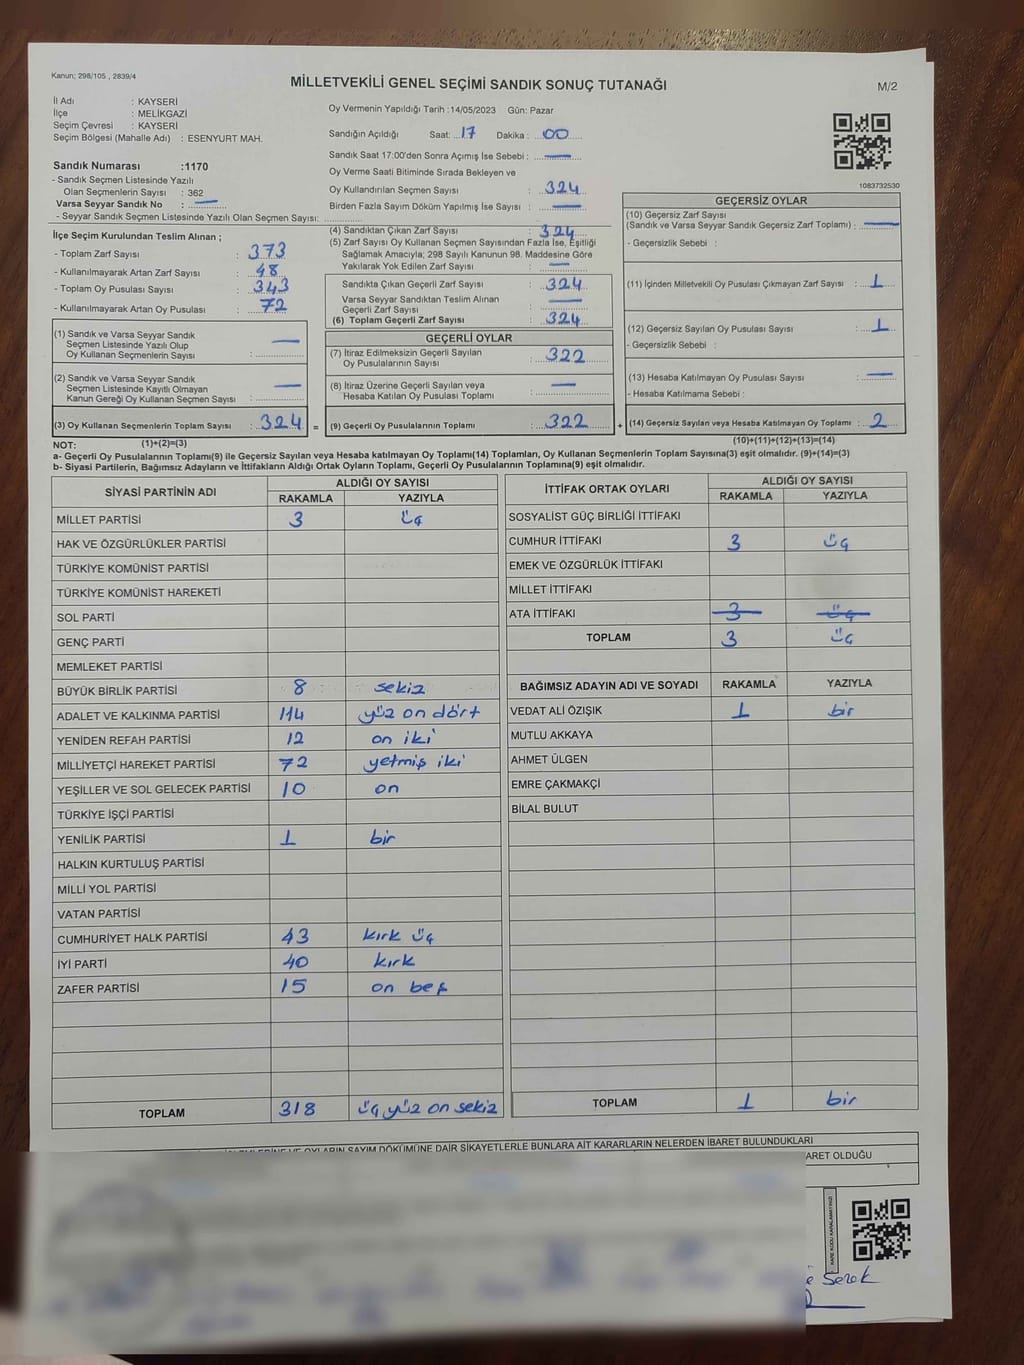 Kanun; 298/105 , 2839/4
MİLLETVEKİLİ GENEL SEÇİMİ SANDIK SONUÇ TUTANAĞI
M/2
İl Adı : KAYSERİ
İlçe : MELİKGAZİ
Seçim Çevresi : KAYSERİ
Seçim Bölgesi (Mahalle Adı) : ESENYURT MAH.
Sandık Numarası :1170
- Sandık Seçmen Listesinde Yazılı
Olan Seçmenlerin Sayısı : 362
Varsa Seyyar Sandık No : —
- Seyyar Sandık Seçmen Listesinde Yazılı Olan Seçmen Sayısı:
Oy Vermenin Yapıldığı Tarih :14/05/2023 Gün: Pazar
Sandığın Açıldığı Saat: 17 Dakika : 00
Sandık Saat 17:00'den Sonra Açımış İse Sebebi : —
Oy Verme Saati Bitiminde Sırada Bekleyen ve
Oy Kullandırılan Seçmen Sayısı : 324
Birden Fazla Sayım Döküm Yapılmış İse Sayısı : —
1083732530
İlçe Seçim Kurulundan Teslim Alınan ;
- Toplam Zarf Sayısı : 373
- Kullanılmayarak Artan Zarf Sayısı : 48
- Toplam Oy Pusulası Sayısı : 343
- Kullanılmayarak Artan Oy Pusulası : 72
(1) Sandık ve Varsa Seyyar Sandık
Seçmen Listesinde Yazılı Olup
Oy Kullanan Seçmenlerin Sayısı : —
(2) Sandık ve Varsa Seyyar Sandık
Seçmen Listesinde Kayıtlı Olmayan
Kanun Gereği Oy Kullanan Seçmen Sayısı : —
(3) Oy Kullanan Seçmenlerin Toplam Sayısı : 324 =
(1)+(2)=(3)
(4) Sandıktan Çıkan Zarf Sayısı : 324
(5) Zarf Sayısı Oy Kullanan Seçmen Sayısından Fazla İse, Eşitliği
Sağlamak Amacıyla; 298 Sayılı Kanunun 98. Maddesine Göre
Yakılarak Yok Edilen Zarf Sayısı : —
Sandıkta Çıkan Geçerli Zarf Sayısı : 324
Varsa Seyyar Sandıktan Teslim Alınan
Geçerli Zarf Sayısı : —
(6) Toplam Geçerli Zarf Sayısı : 324
GEÇERLİ OYLAR
(7) İtiraz Edilmeksizin Geçerli Sayılan
Oy Pusulalarının Sayısı : 322
(8) İtiraz Üzerine Geçerli Sayılan veya
Hesaba Katılan Oy Pusulası Toplamı : —
(9) Geçerli Oy Pusulalarının Toplamı : 322 +
GEÇERSİZ OYLAR
(10) Geçersiz Zarf Sayısı
(Sandık ve Varsa Seyyar Sandık Geçersiz Zarf Toplamı) : —
- Geçersizlik Sebebi :
(11) İçinden Milletvekili Oy Pusulası Çıkmayan Zarf Sayısı : 1
(12) Geçersiz Sayılan Oy Pusulası Sayısı : 1
- Geçersizlik Sebebi :
(13) Hesaba Katılmayan Oy Pusulası Sayısı : —
- Hesaba Katılmama Sebebi :
(14) Geçersiz Sayılan veya Hesaba Katılmayan Oy Toplamı : 2
(10)+(11)+(12)+(13)=(14)
NOT:
a- Geçerli Oy Pusulalarının Toplamı(9) ile Geçersiz Sayılan veya Hesaba Katılmayan Oy Toplamı(14) Toplamları, Oy Kullanan Seçmenlerin Toplam Sayısına(3) eşit olmalıdır. (9)+(14)=(3)
b- Siyasi Partilerin, Bağımsız Adayların ve İttifakların Aldığı Ortak Oyların Toplamı, Geçerli Oy Pusulalarının Toplamına(9) eşit olmalıdır.
SİYASİ PARTİNİN ADI ALDIĞI OY SAYISI
RAKAMLA YAZIYLA
MİLLET PARTİSİ 3 üç
HAK VE ÖZGÜRLÜKLER PARTİSİ
TÜRKİYE KOMÜNİST PARTİSİ
TÜRKİYE KOMÜNİST HAREKETİ
SOL PARTİ
GENÇ PARTİ
MEMLEKET PARTİSİ
BÜYÜK BİRLİK PARTİSİ 8 sekiz
ADALET VE KALKINMA PARTİSİ 114 yüz on dört
YENİDEN REFAH PARTİSİ 12 on iki
MİLLİYETÇİ HAREKET PARTİSİ 72 yetmiş iki
YEŞİLLER VE SOL GELECEK PARTİSİ 10 on
TÜRKİYE İŞÇİ PARTİSİ
YENİLİK PARTİSİ 1 bir
HALKIN KURTULUŞ PARTİSİ
MİLLİ YOL PARTİSİ
VATAN PARTİSİ
CUMHURİYET HALK PARTİSİ 43 kırk üç
İYİ PARTİ 40 kırk
ZAFER PARTİSİ 15 on beş
TOPLAM 318 üç yüz on sekiz
İTTİFAK ORTAK OYLARI ALDIĞI OY SAYISI
RAKAMLA YAZIYLA
SOSYALİST GÜÇ BİRLİĞİ İTTİFAKI
CUMHUR İTTİFAKI 3 üç
EMEK VE ÖZGÜRLÜK İTTİFAKI
MİLLET İTTİFAKI
ATA İTTİFAKI 3 üç
TOPLAM 3 üç
BAĞIMSIZ ADAYIN ADI VE SOYADI RAKAMLA YAZIYLA
VEDAT ALİ ÖZIŞIK 1 bir
MUTLU AKKAYA
AHMET ÜLGEN
EMRE ÇAKMAKÇİ
BİLAL BULUT
TOPLAM 1 bir
OYLARIN SAYIM DÖKÜMÜNE DAİR ŞİKAYETLERLE BUNLARA AİT KARARLARIN NELERDEN İBARET BULUNDUKLARI
ARET OLDUĞU
KARE KODU KARALAMAYINIZ